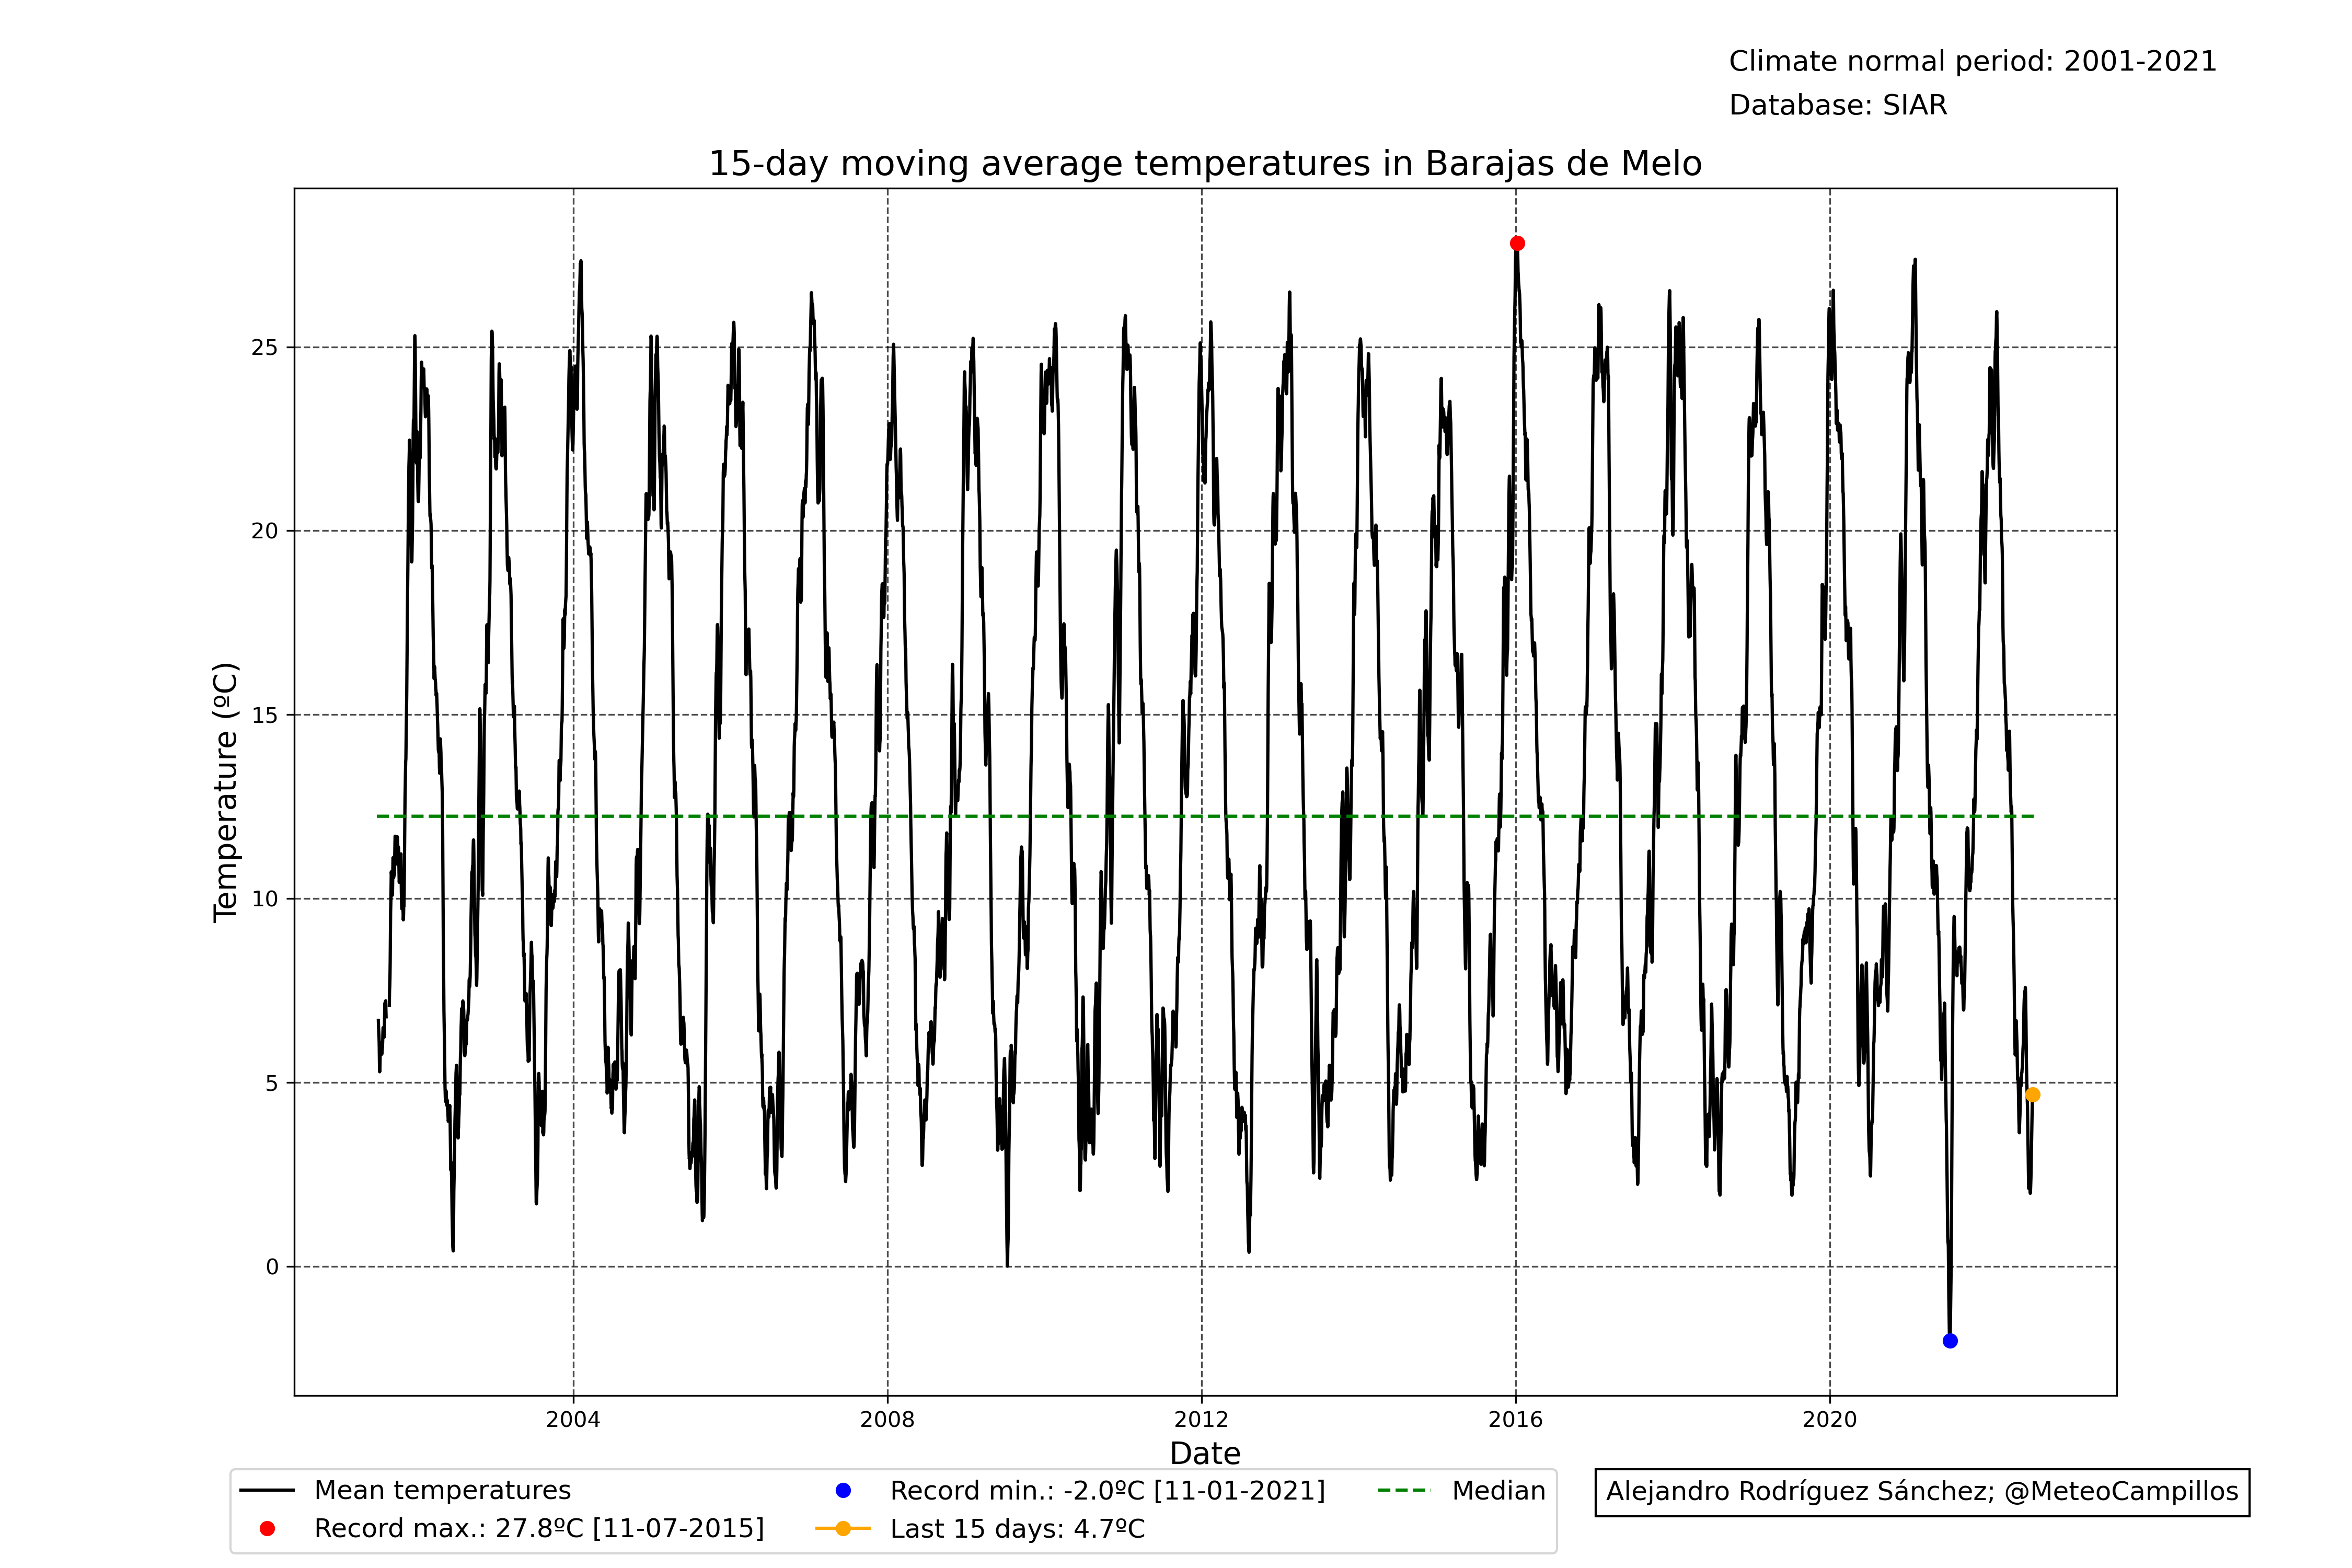 Climate normal period: 2001-2021
Database: SIAR
15-day moving average temperatures in Barajas de Melo
Temperature (ºC)
25
20
15
10
5
0
2004
2008
2012
2016
2020
Date
Mean temperatures
Record max.: 27.8ºC [11-07-2015]
Record min.: -2.0ºC [11-01-2021]
Last 15 days: 4.7ºC
Median
Alejandro Rodríguez Sánchez; @MeteoCampillos